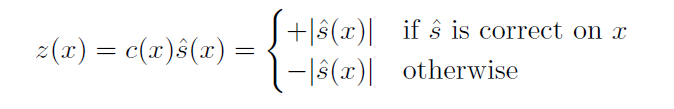 z(x) = c(x)ŝ(x) = { +|ŝ(x)| if ŝ is correct on x
−|ŝ(x)| otherwise